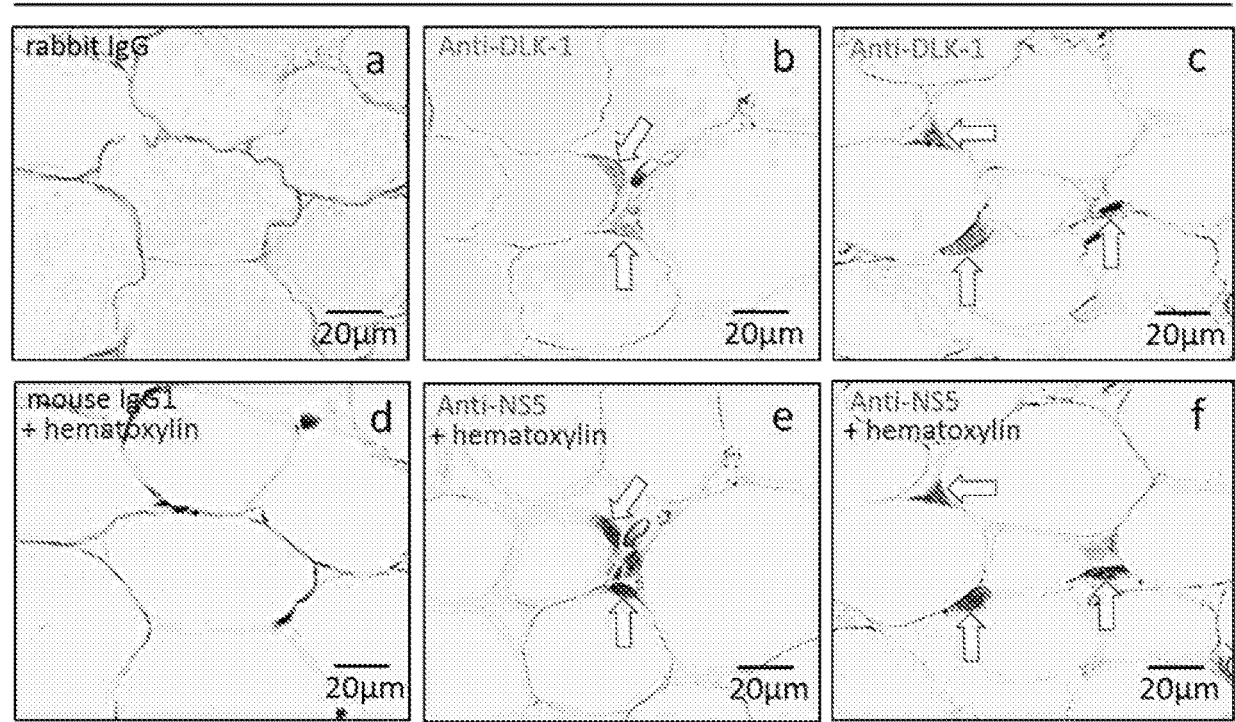 rabbit IgG
a
20µm
Anti-DLK-1
b
20µm
Anti-DLK-1
c
20µm
mouse IgG1
+ hematoxylin
d
20µm
Anti-NS5
+ hematoxylin
e
20µm
Anti-NS5
+ hematoxylin
f
20µm